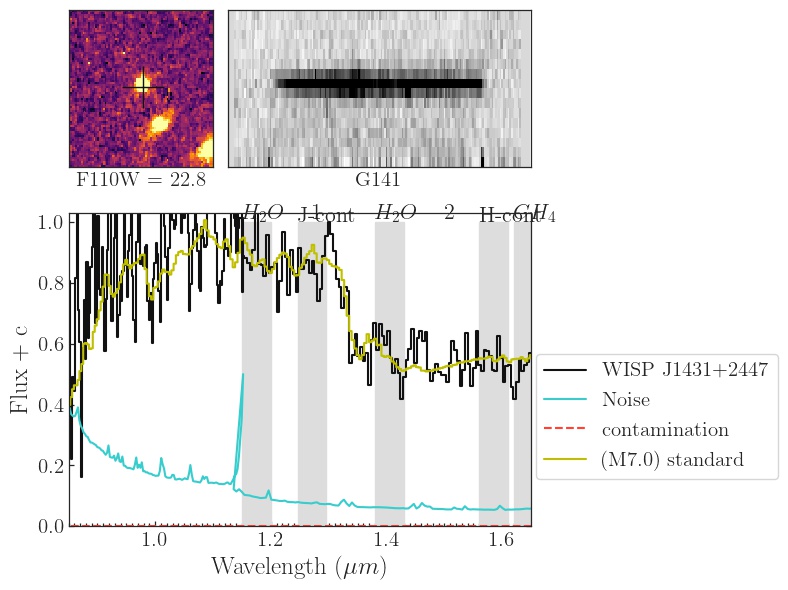 F110W = 22.8
G141
H2O 1
J-cont
H2O 2
H-cont
CH4
1.0
0.8
0.6
0.4
0.2
0.0
Flux + c
1.0
1.2
1.4
1.6
Wavelength (μm)
WISP J1431+2447
Noise
contamination
(M7.0) standard